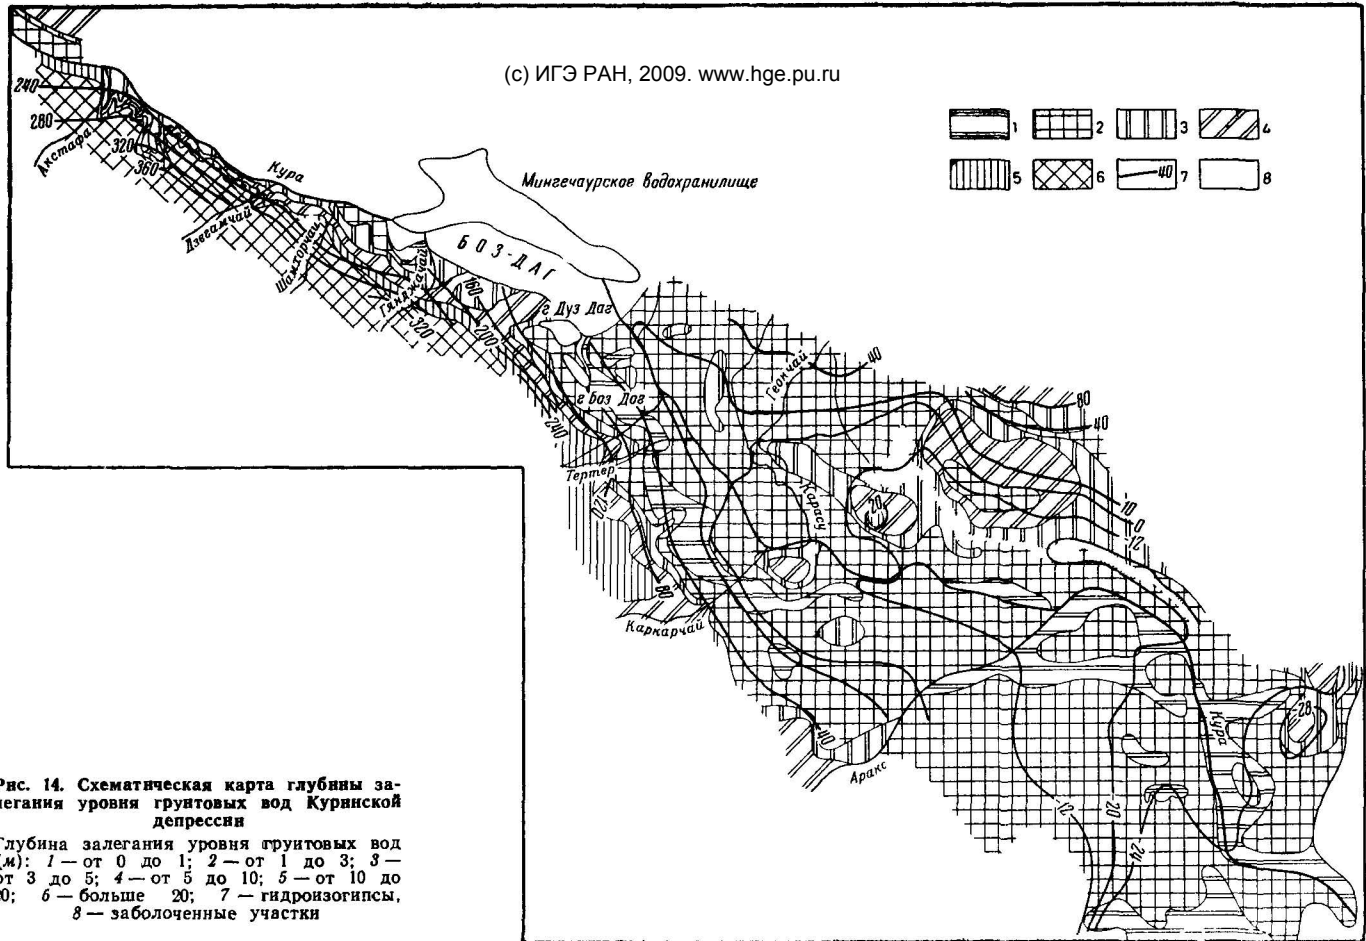 (c) ИГЭ РАН, 2009. www.hge.pu.ru
1 2 3 4
5 6 40 7 8
240
280
Акстафа
320
360
Кура
Мингечаурское водохранилище
Дзегамчай
БОЗ-ДАГ
Шамхорчай
Гянджачай
160
г Дуз Даг
320
200
Геокчай
40
80
г Боз Дог
40
240
Тертер
120
Карасу
20
10
0
-12
80
Каркарчай
40
Аракс
Кура
-28
-12
-20
-24
Рис. 14. Схематическая карта глубины за-
легания уровня грунтовых вод Куринской
депрессии
Глубина залегания уровня грунтовых вод
(м): 1 — от 0 до 1; 2 — от 1 до 3; 3 —
от 3 до 5; 4 — от 5 до 10; 5 — от 10 до
20; 6 — больше 20; 7 — гидроизогипсы,
8 — заболоченные участки